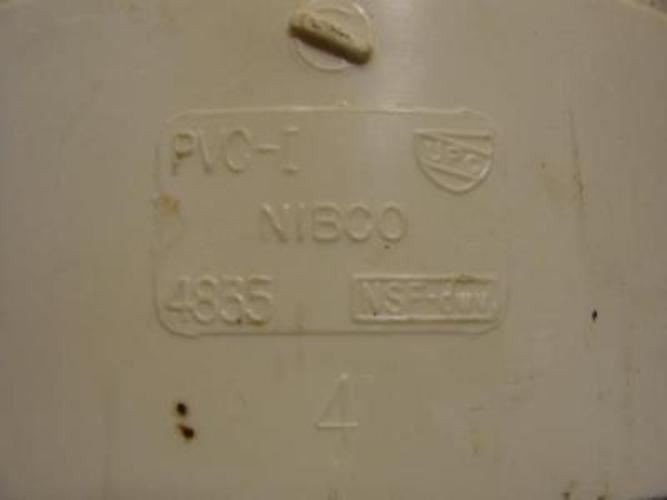 PVC-I UPC
NIBCO
4835 NSF-dwv
4"